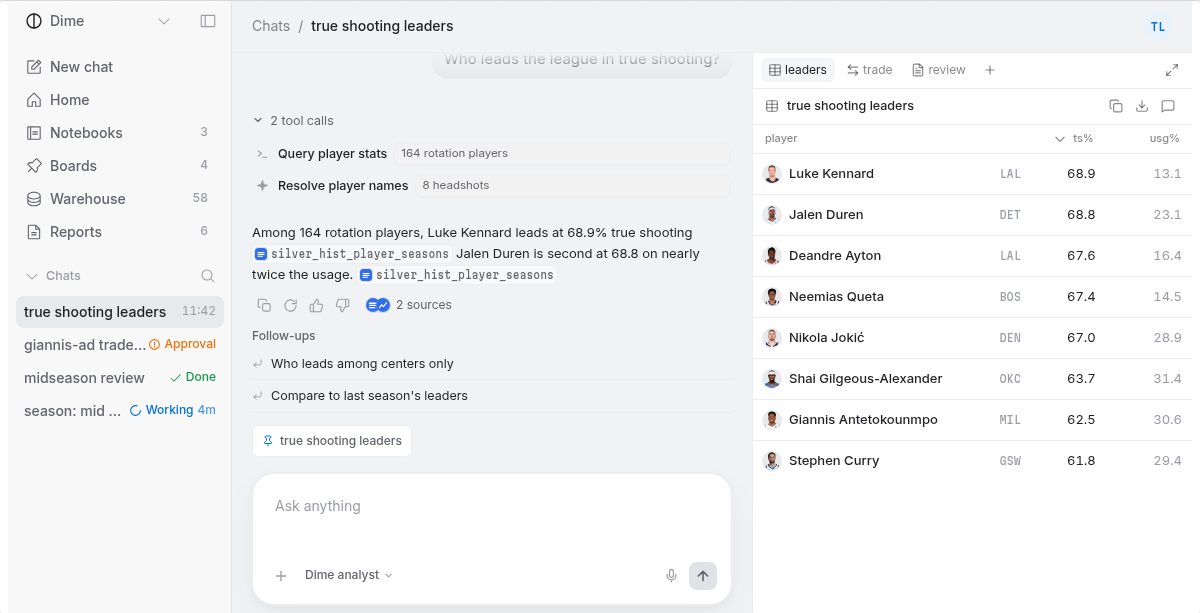 Dime
New chat
Home
Notebooks 3
Boards 4
Warehouse 58
Reports 6
Chats
true shooting leaders 11:42
giannis-ad trade... Approval
midseason review Done
season: mid ... Working 4m
Chats / true shooting leaders
TL
Who leads the league in true shooting?
2 tool calls
Query player stats 164 rotation players
Resolve player names 8 headshots
Among 164 rotation players, Luke Kennard leads at 68.9% true shooting
silver_hist_player_seasons Jalen Duren is second at 68.8 on nearly
twice the usage. silver_hist_player_seasons
2 sources
Follow-ups
Who leads among centers only
Compare to last season's leaders
true shooting leaders
Ask anything
Dime analyst
leaders trade review
true shooting leaders
player ts% usg%
Luke Kennard LAL 68.9 13.1
Jalen Duren DET 68.8 23.1
Deandre Ayton LAL 67.6 16.4
Neemias Queta BOS 67.4 14.5
Nikola Jokić DEN 67.0 28.9
Shai Gilgeous-Alexander OKC 63.7 31.4
Giannis Antetokounmpo MIL 62.5 30.6
Stephen Curry GSW 61.8 29.4